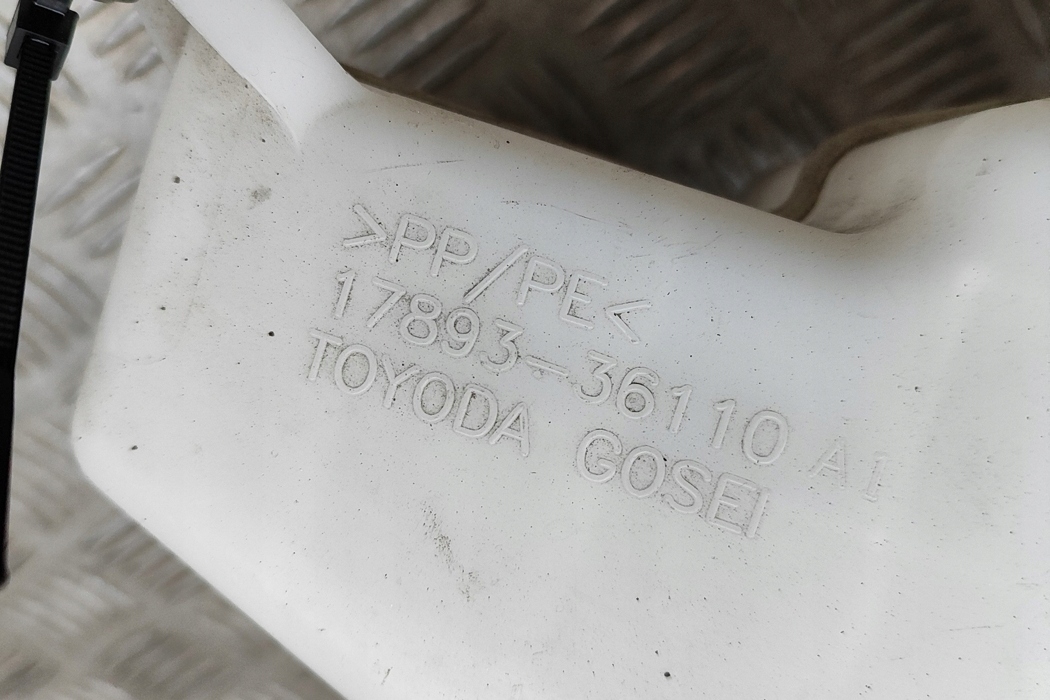 >PP/PE<
17893-36110 A1
TOYODA GOSEI